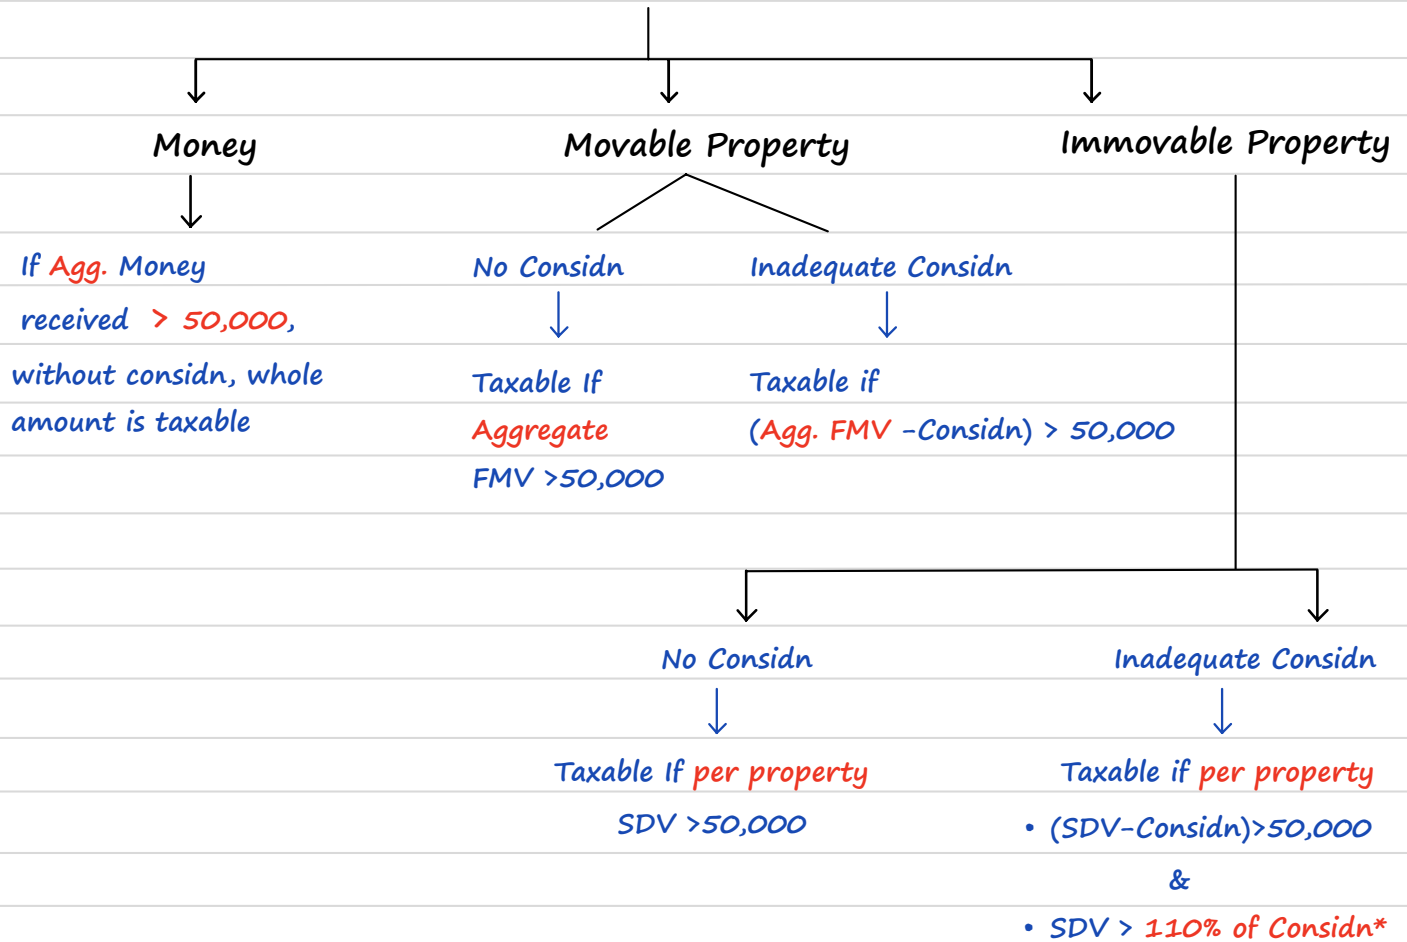 Money
Movable Property
Immovable Property
If Agg. Money
received > 50,000,
without considn, whole
amount is taxable
No Considn
Taxable If
Aggregate
FMV >50,000
Inadequate Considn
Taxable if
(Agg. FMV -Considn) > 50,000
No Considn
Taxable If per property
SDV >50,000
Inadequate Considn
Taxable if per property
• (SDV-Considn)>50,000
&
• SDV > 110% of Considn*